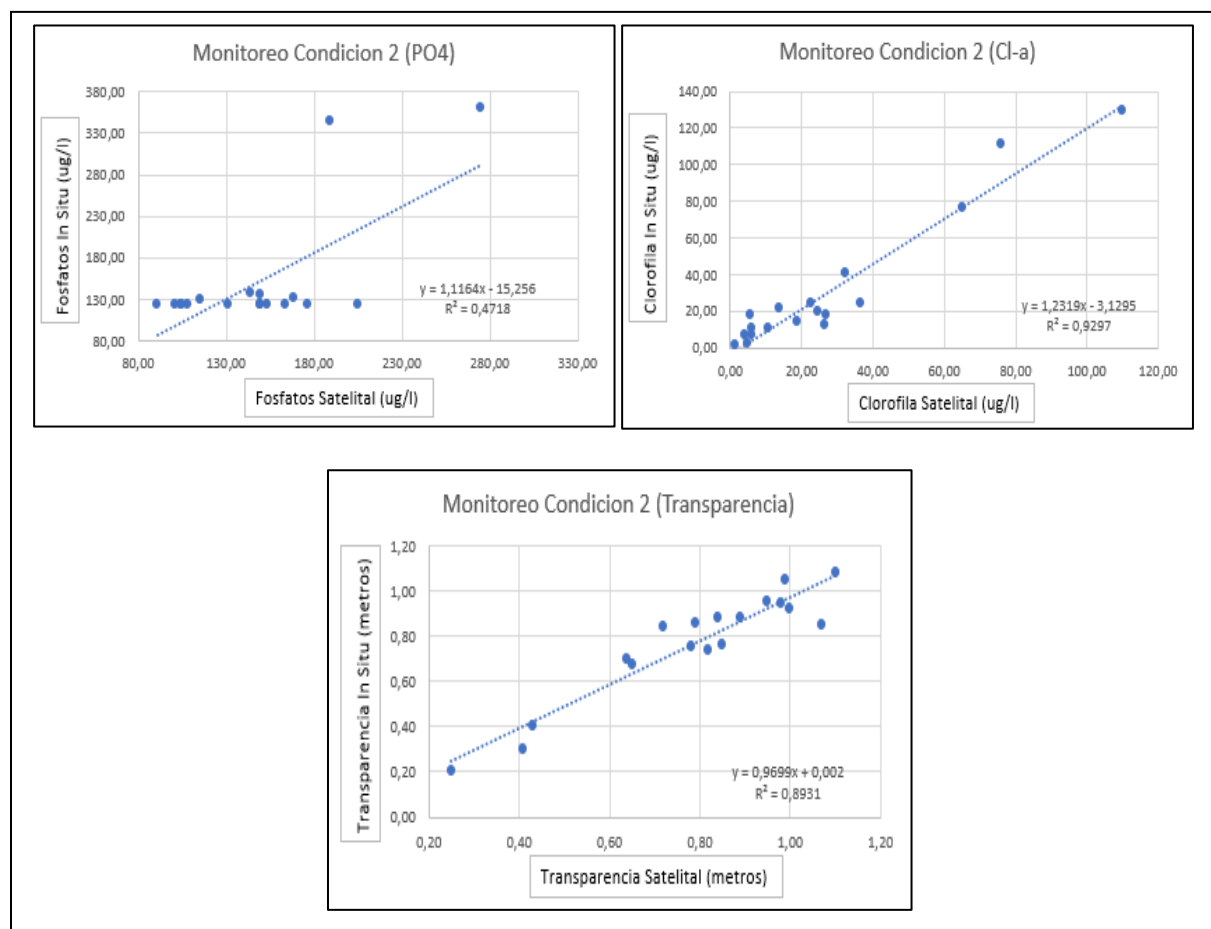 Monitoreo Condicion 2 (PO4)
Fosfatos In Situ (ug/l)
380,00
330,00
280,00
230,00
180,00
130,00
80,00
y = 1,1164x - 15,256
R² = 0,4718
80,00 130,00 180,00 230,00 280,00 330,00
Fosfatos Satelital (ug/l)
Monitoreo Condicion 2 (Cl-a)
Clorofila In Situ (ug/l)
140,00
120,00
100,00
80,00
60,00
40,00
20,00
0,00
y = 1,2319x - 3,1295
R² = 0,9297
0,00 20,00 40,00 60,00 80,00 100,00 120,00
Clorofila Satelital (ug/l)
Monitoreo Condicion 2 (Transparencia)
Transparencia In Situ (metros)
1,20
1,00
0,80
0,60
0,40
0,20
0,00
y = 0,9699x + 0,002
R² = 0,8931
0,20 0,40 0,60 0,80 1,00 1,20
Transparencia Satelital (metros)